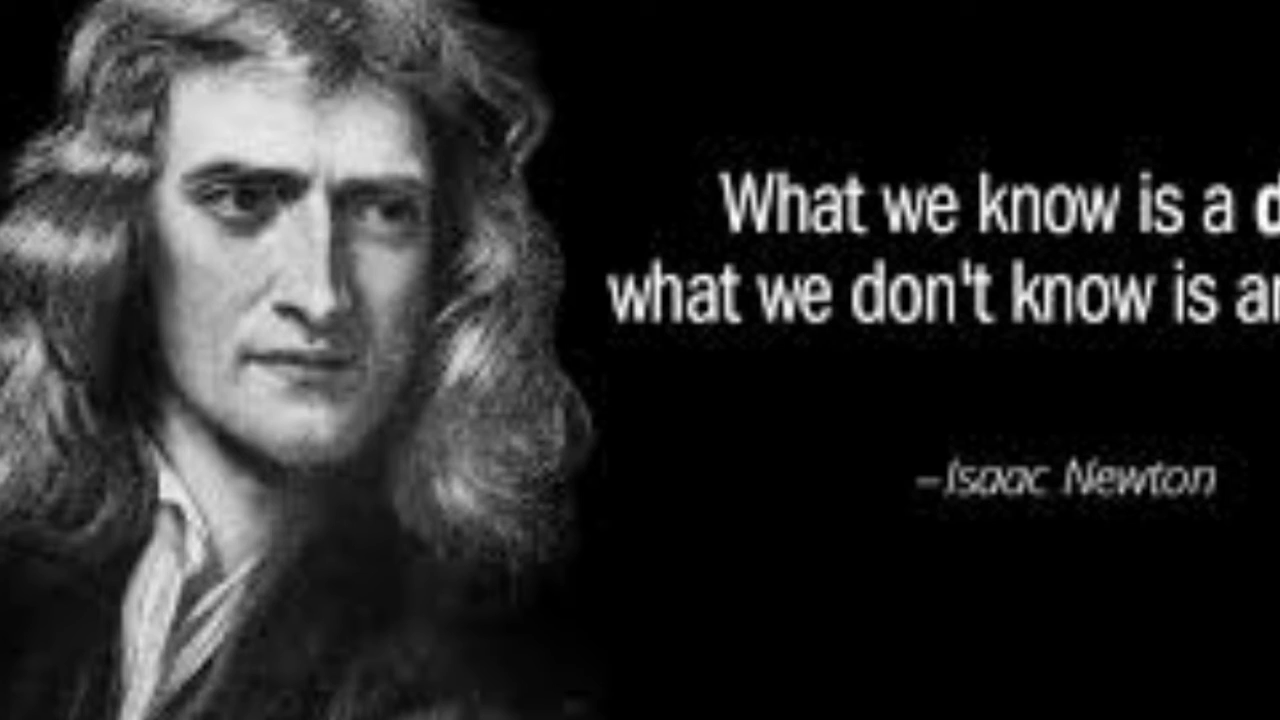 What we know is a
what we don't know is
–Isaac Newton